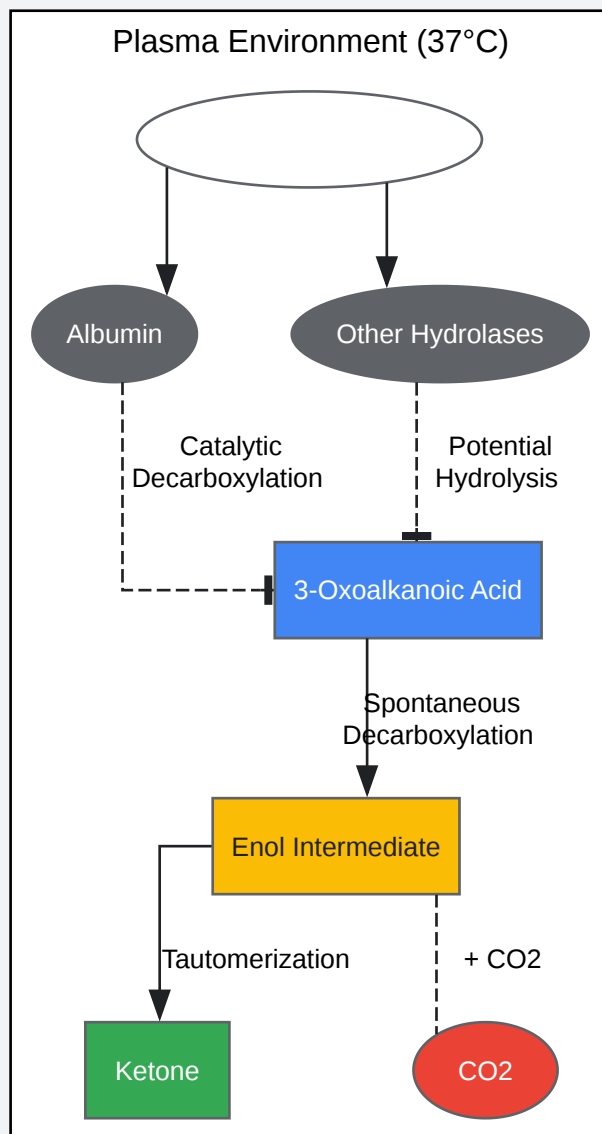 Plasma Environment (37°C)
Albumin
Other Hydrolases
Catalytic
Decarboxylation
Potential
Hydrolysis
3-Oxoalkanoic Acid
Spontaneous
Decarboxylation
Enol Intermediate
Tautomerization
+ CO2
Ketone
CO2